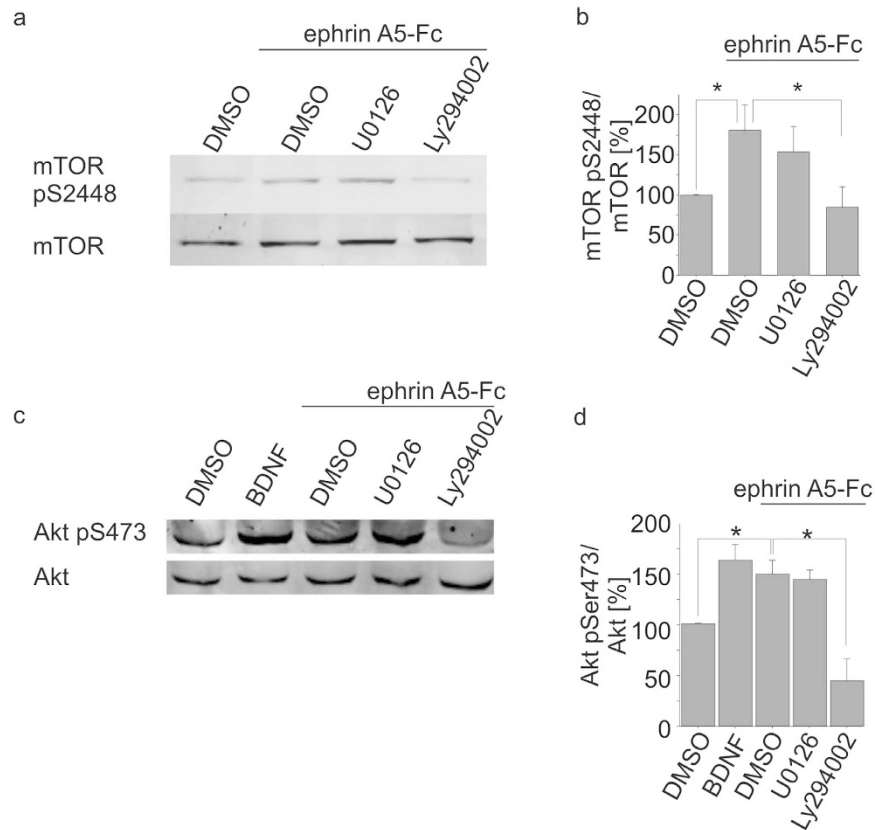 a
ephrin A5-Fc
DMSO
DMSO
U0126
Ly294002
mTOR
pS2448
mTOR
b
ephrin A5-Fc
* *
mTOR pS2448/
mTOR [%]
200
150
100
50
0
DMSO
DMSO
U0126
Ly294002
c
ephrin A5-Fc
DMSO
BDNF
DMSO
U0126
Ly294002
Akt pS473
Akt
d
ephrin A5-Fc
* *
Akt pSer473/
Akt [%]
200
150
100
50
0
DMSO
BDNF
DMSO
U0126
Ly294002